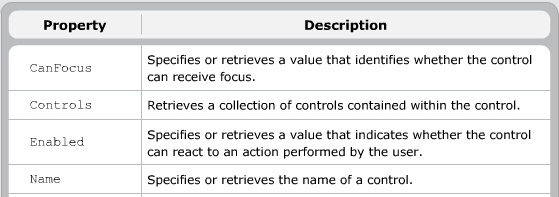 Property Description
CanFocus Specifies or retrieves a value that identifies whether the control
can receive focus.
Controls Retrieves a collection of controls contained within the control.
Enabled Specifies or retrieves a value that indicates whether the control
can react to an action performed by the user.
Name Specifies or retrieves the name of a control.